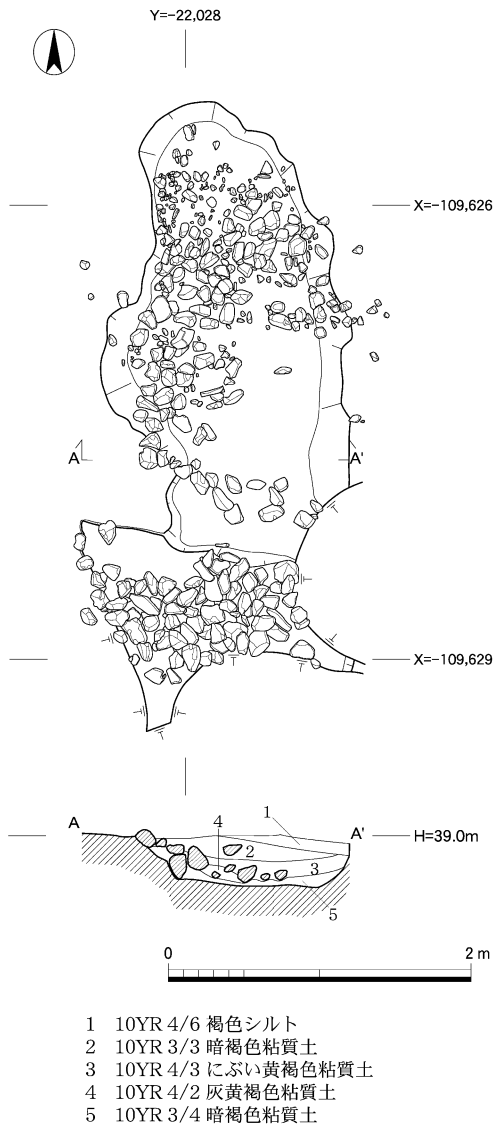 Y=-22,028
X=-109,626
A A'
X=-109,629
A 4 1 A' H=39.0m
2
3
5
0 2 m
1 10YR 4/6 褐色シルト
2 10YR 3/3 暗褐色粘質土
3 10YR 4/3 にぶい黄褐色粘質土
4 10YR 4/2 灰黄褐色粘質土
5 10YR 3/4 暗褐色粘質土